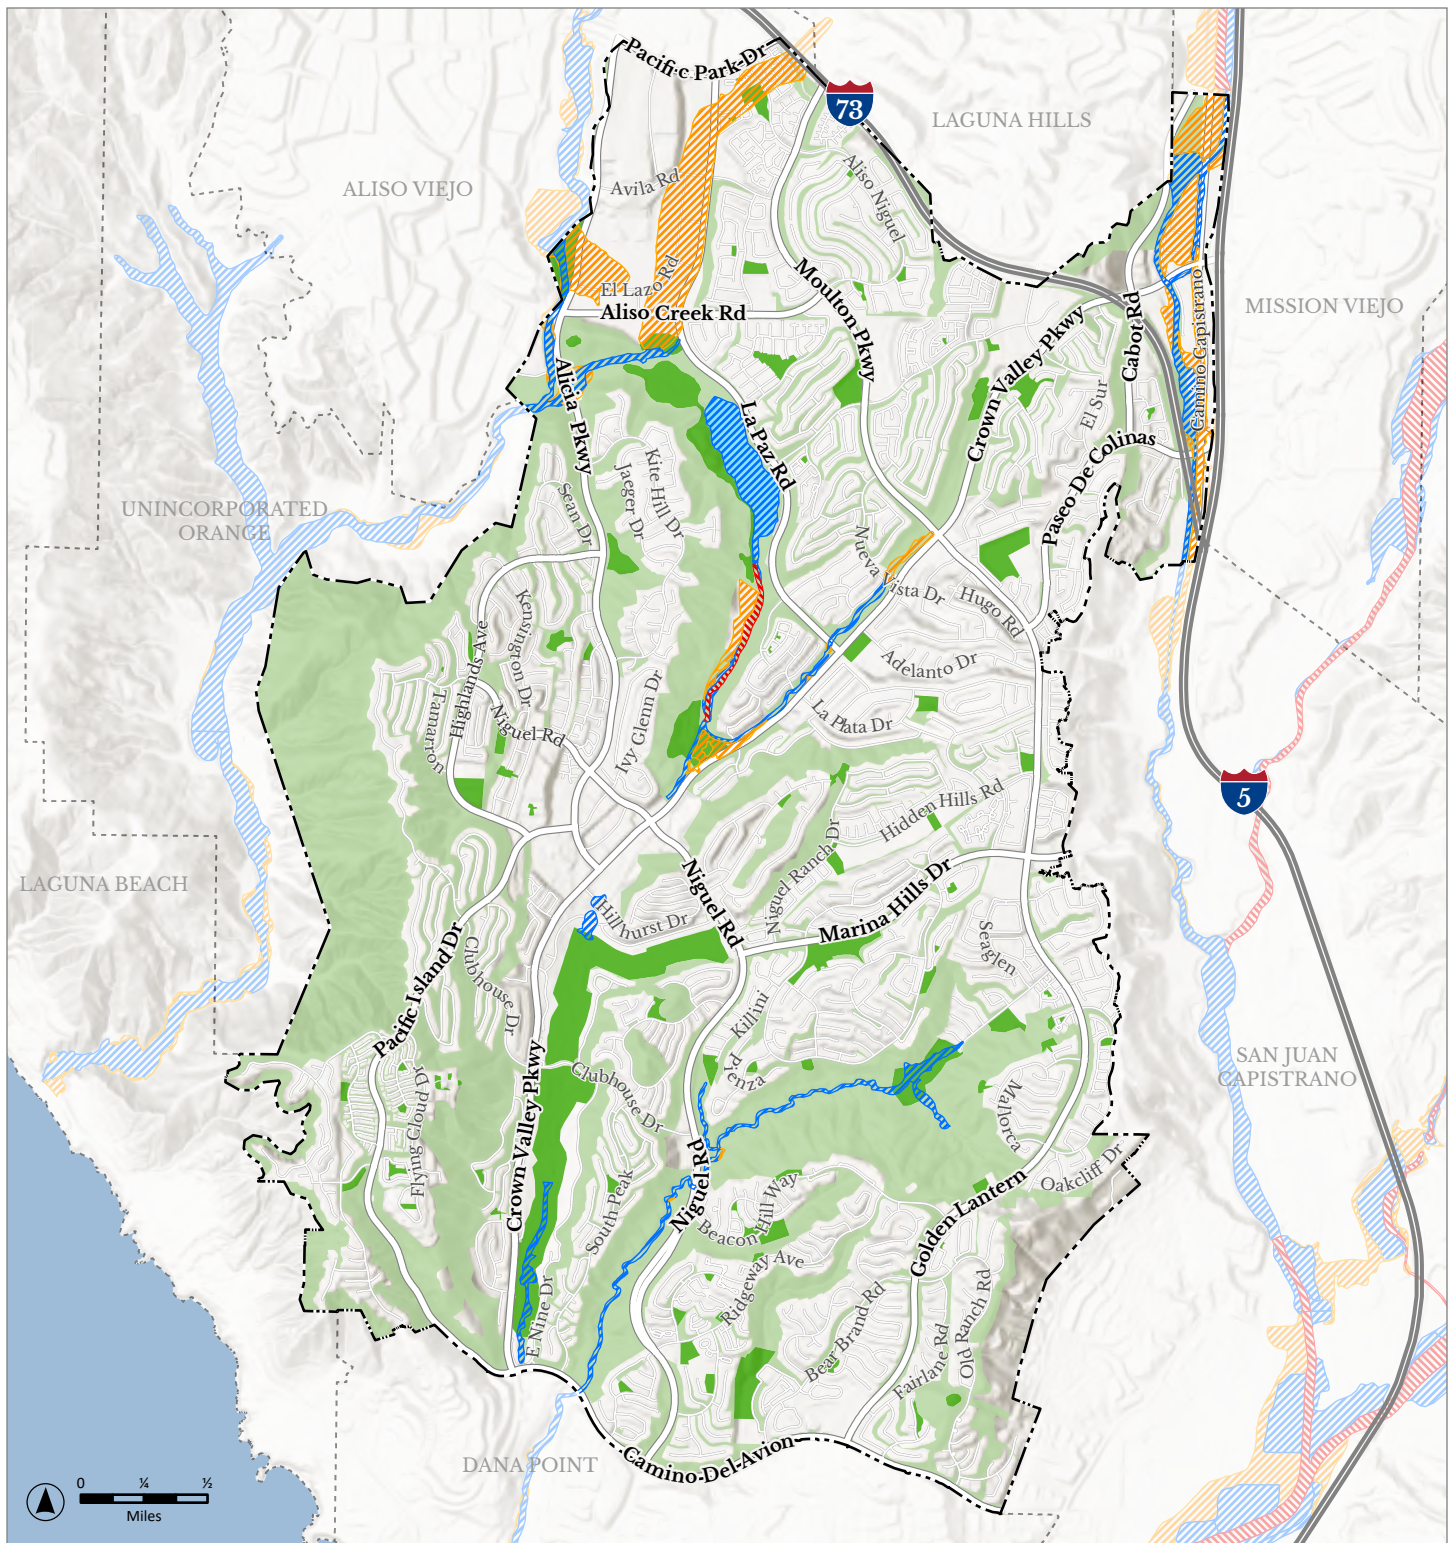 Pacific Park Dr
73
LAGUNA HILLS
ALISO VIEJO
Avila Rd
Aliso Niguel
El Lazo Rd
Aliso Creek Rd
Moulton Pkwy
Crown Valley Pkwy
Cabot Rd
Camino Capistrano
MISSION VIEJO
Alicia Pkwy
La Paz Rd
El Sur
Paseo De Colinas
Kite Hill Dr
Jaeger Dr
Sean Dr
UNINCORPORATED
ORANGE
Nueva Vista Dr
Hugo Rd
Kensington Dr
Highlands Ave
Tamarron
Niguel Rd
Ivy Glenn Dr
Adelanto Dr
La Plata Dr
Hidden Hills Rd
5
LAGUNA BEACH
Niguel Ranch Dr
Marina Hills Dr
Niguel Rd
Hillhurst Dr
Seaglen
Pacific Island Dr
Clubhouse Dr
Killini
Pienza
Clubhouse Dr
Crown Valley Pkwy
Flying Cloud Dr
Mallorca
SAN JUAN
CAPISTRANO
Oakcliff Dr
Niguel Rd
South Peak
Beacon Hill Way
Golden Lantern
Ridgeway Ave
E Nine Dr
Bear Brand Rd
Fairlane Rd
Old Ranch Rd
Camino Del Avion
DANA POINT
0 ¼ ½
Miles